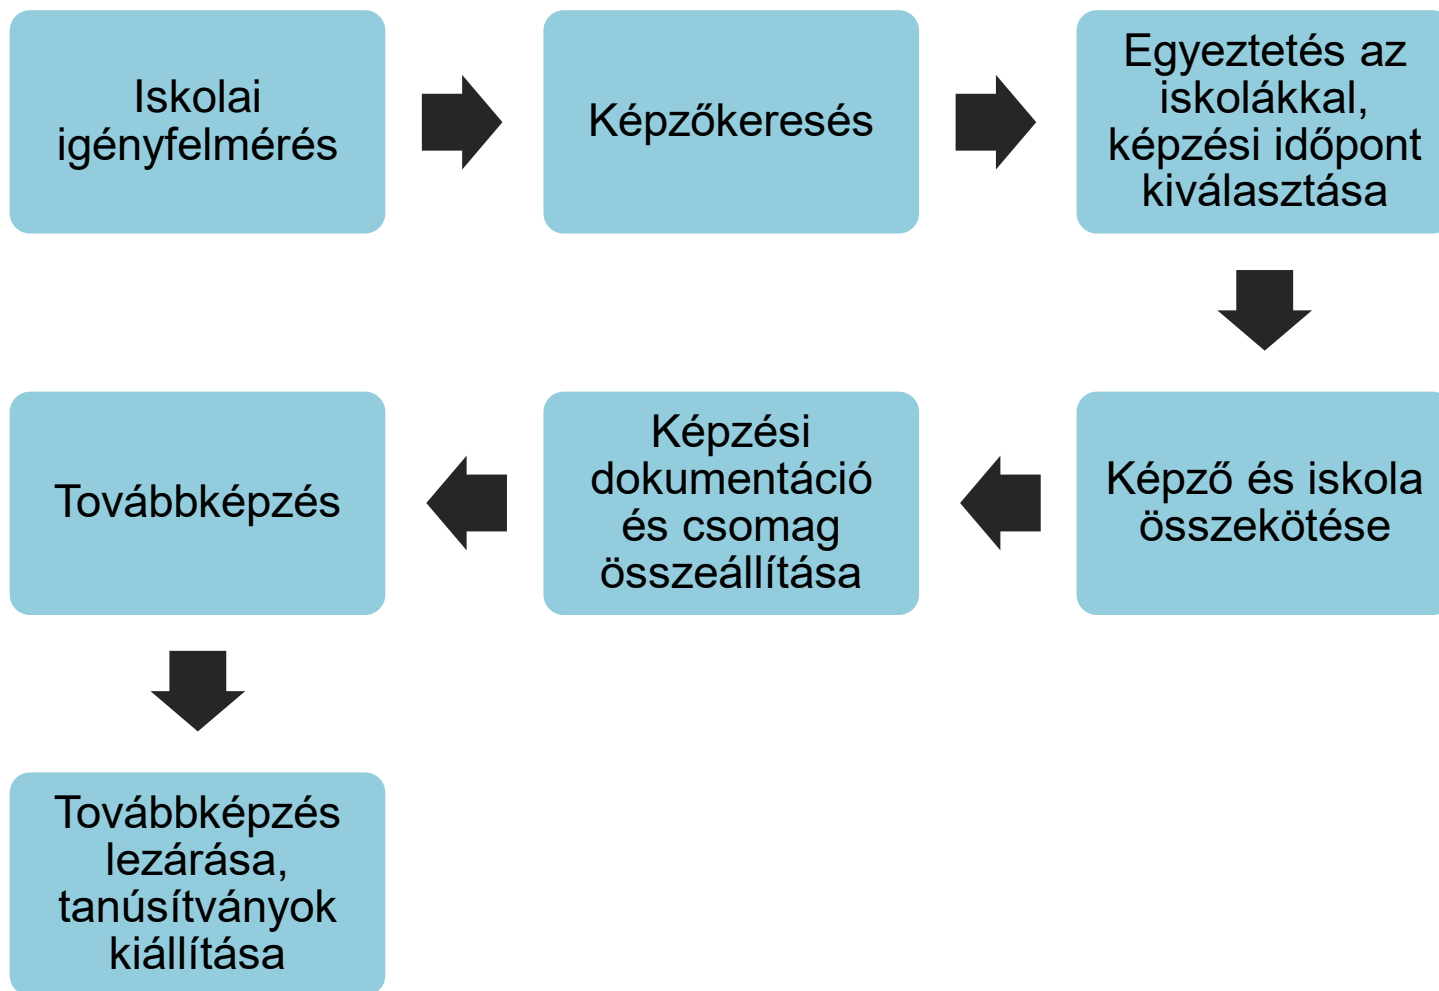 Iskolai
igényfelmérés
Képzőkeresés
Egyeztetés az
iskolákkal,
képzési időpont
kiválasztása
Képző és iskola
összekötése
Képzési
dokumentáció
és csomag
összeállítása
Továbbképzés
Továbbképzés
lezárása,
tanúsítványok
kiállítása